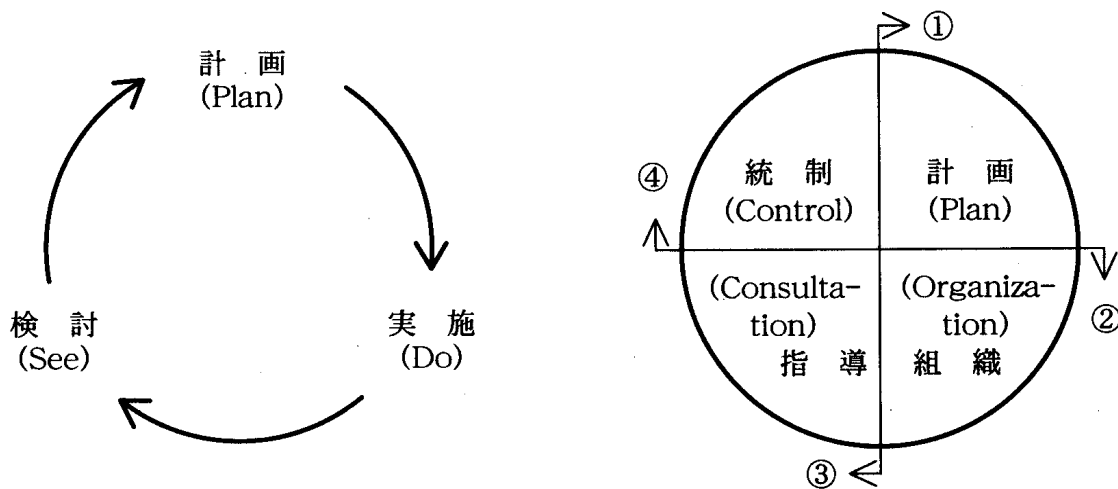 計画
(Plan)
実施
(Do)
検討
(See)
①
統制
(Control)
計画
(Plan)
④
(Consulta-
tion)
指導
(Organiza-
tion)
組織
②
③